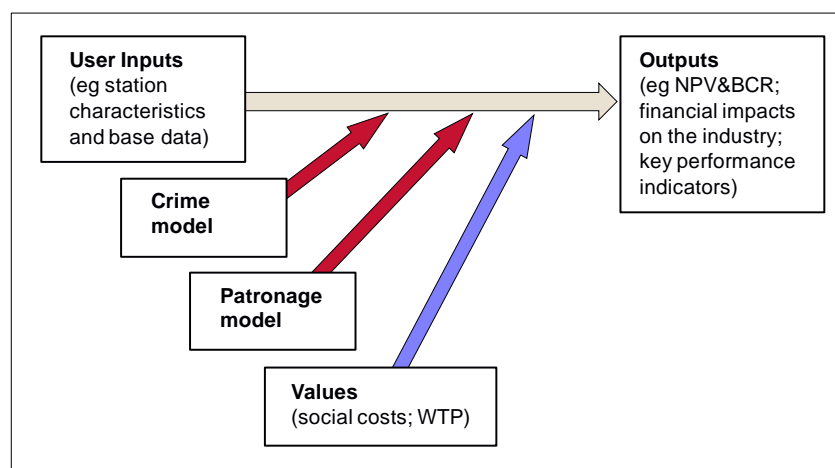 User Inputs
(eg station
characteristics
and base data)
Outputs
(eg NPV&BCR;
financial impacts
on the industry;
key performance
indicators)
Crime
model
Patronage
model
Values
(social costs; WTP)